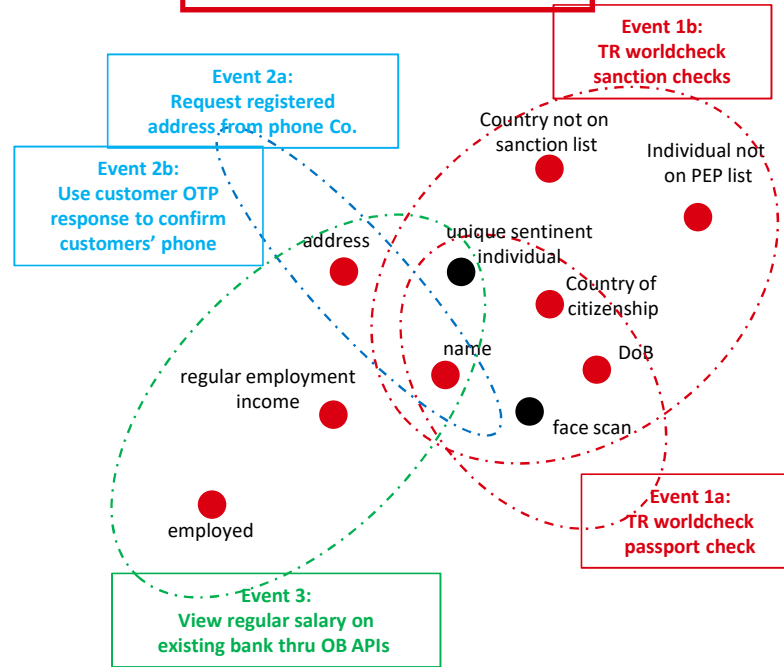 Event 1b:
TR worldcheck
sanction checks
Event 2a:
Request registered
address from phone Co.
Country not on
sanction list
Individual not
on PEP list
Event 2b:
Use customer OTP
response to confirm
customers’ phone
address
unique sentinent
individual
Country of
citizenship
name
DoB
regular employment
income
face scan
employed
Event 1a:
TR worldcheck
passport check
Event 3:
View regular salary on
existing bank thru OB APIs